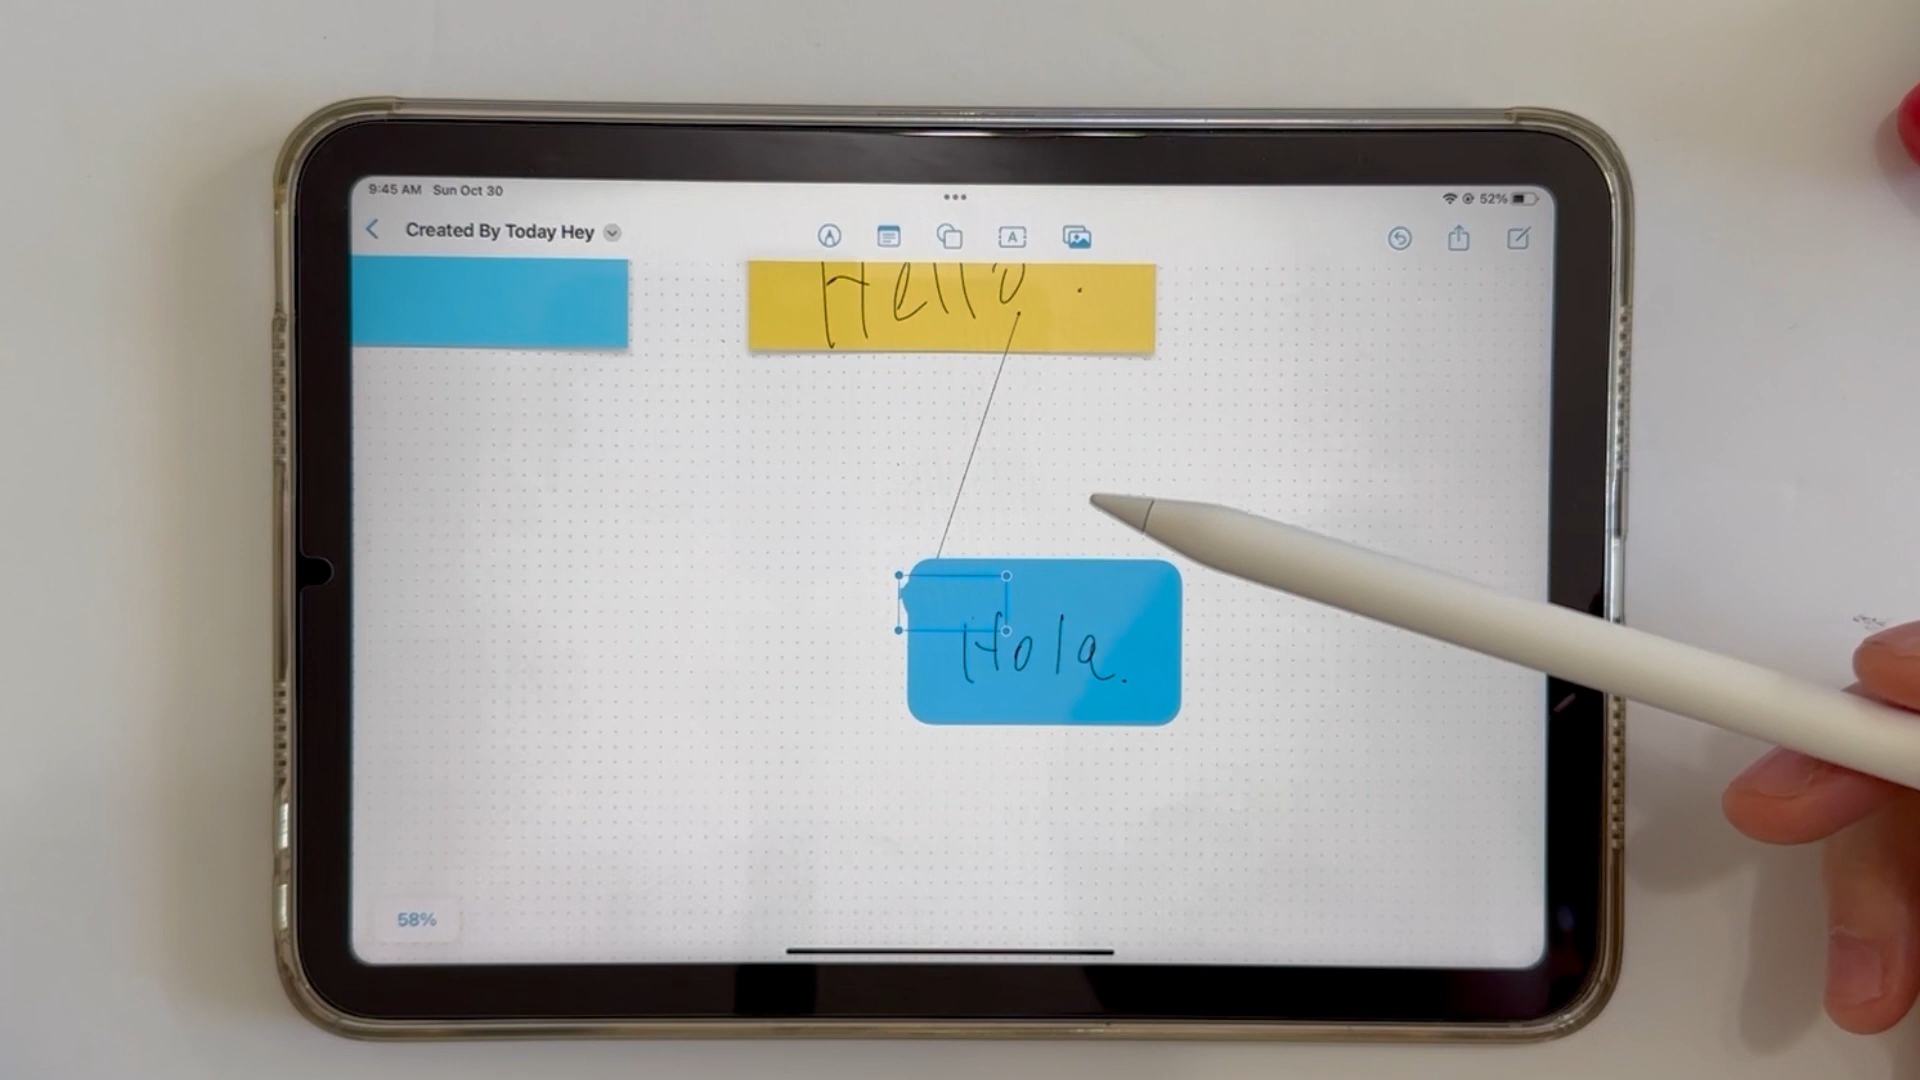 9:45 AM Sun Oct 30
52%
Created By Today Hey
A
Hello.
Hola.
58%